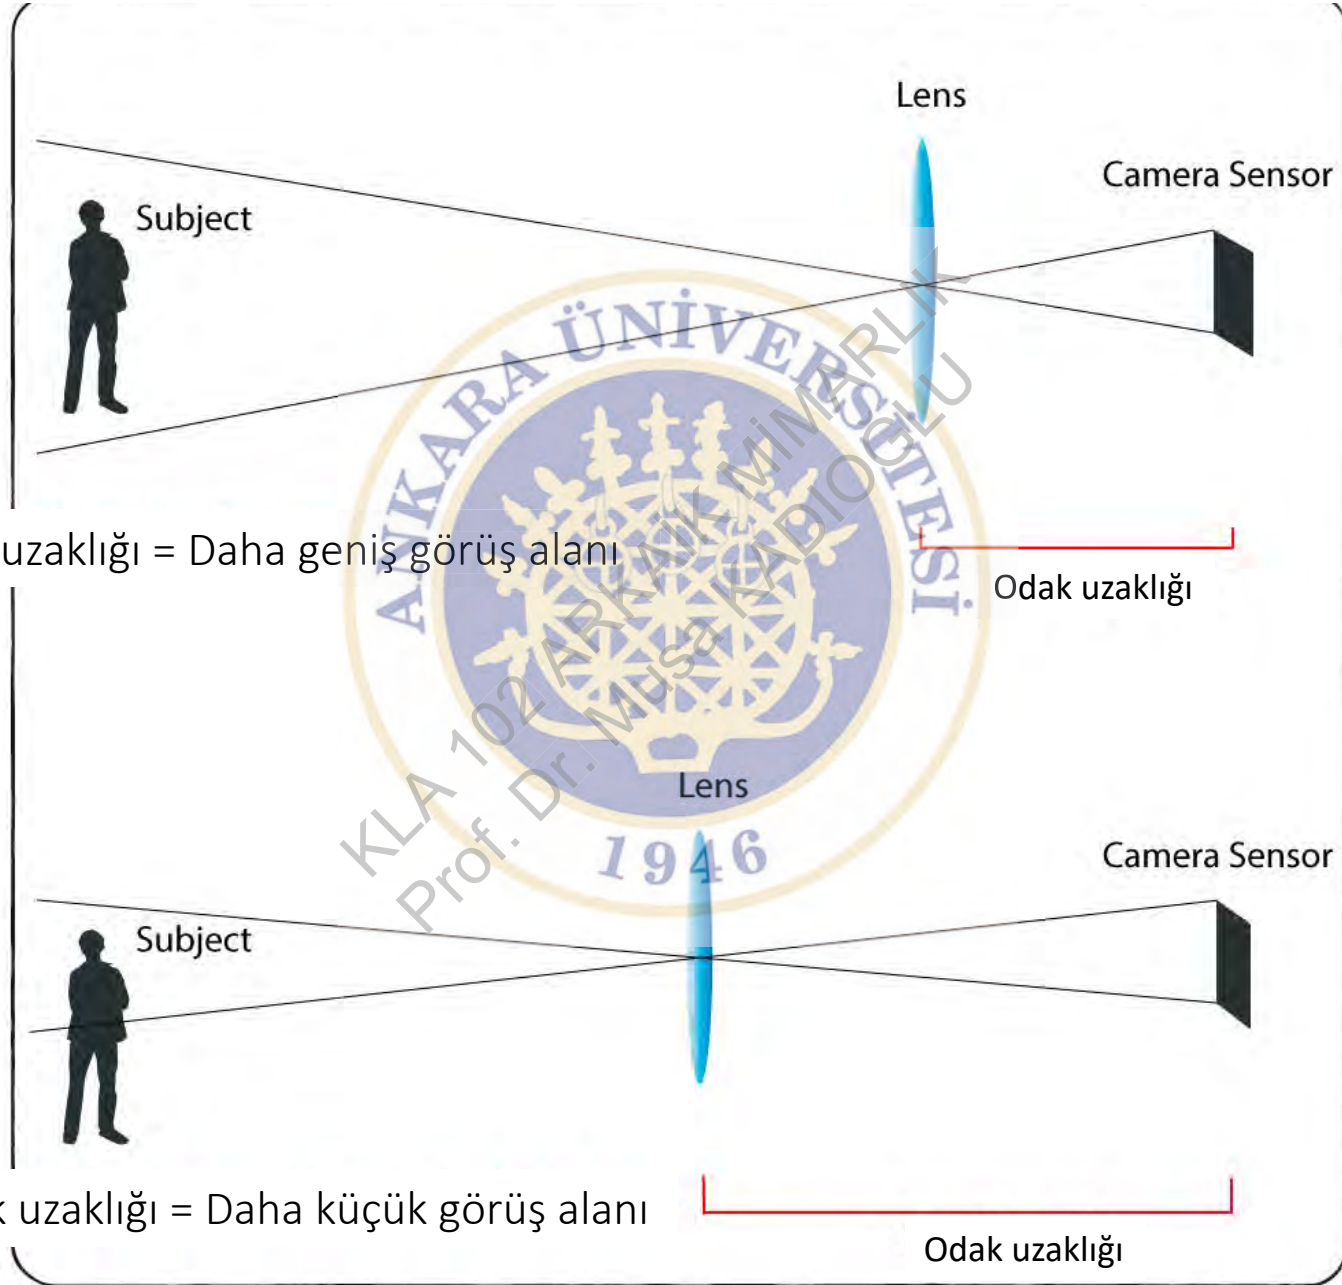 Lens
Camera Sensor
Subject
ANKARA ÜNİVERSİTESİ
uzaklığı = Daha geniş görüş alanı
Odak uzaklığı
KLA 102 ARKAİK MİMARLIK
Prof. Dr. Musa KADIOĞLU
Lens
1946
Camera Sensor
Subject
uzaklığı = Daha küçük görüş alanı
Odak uzaklığı